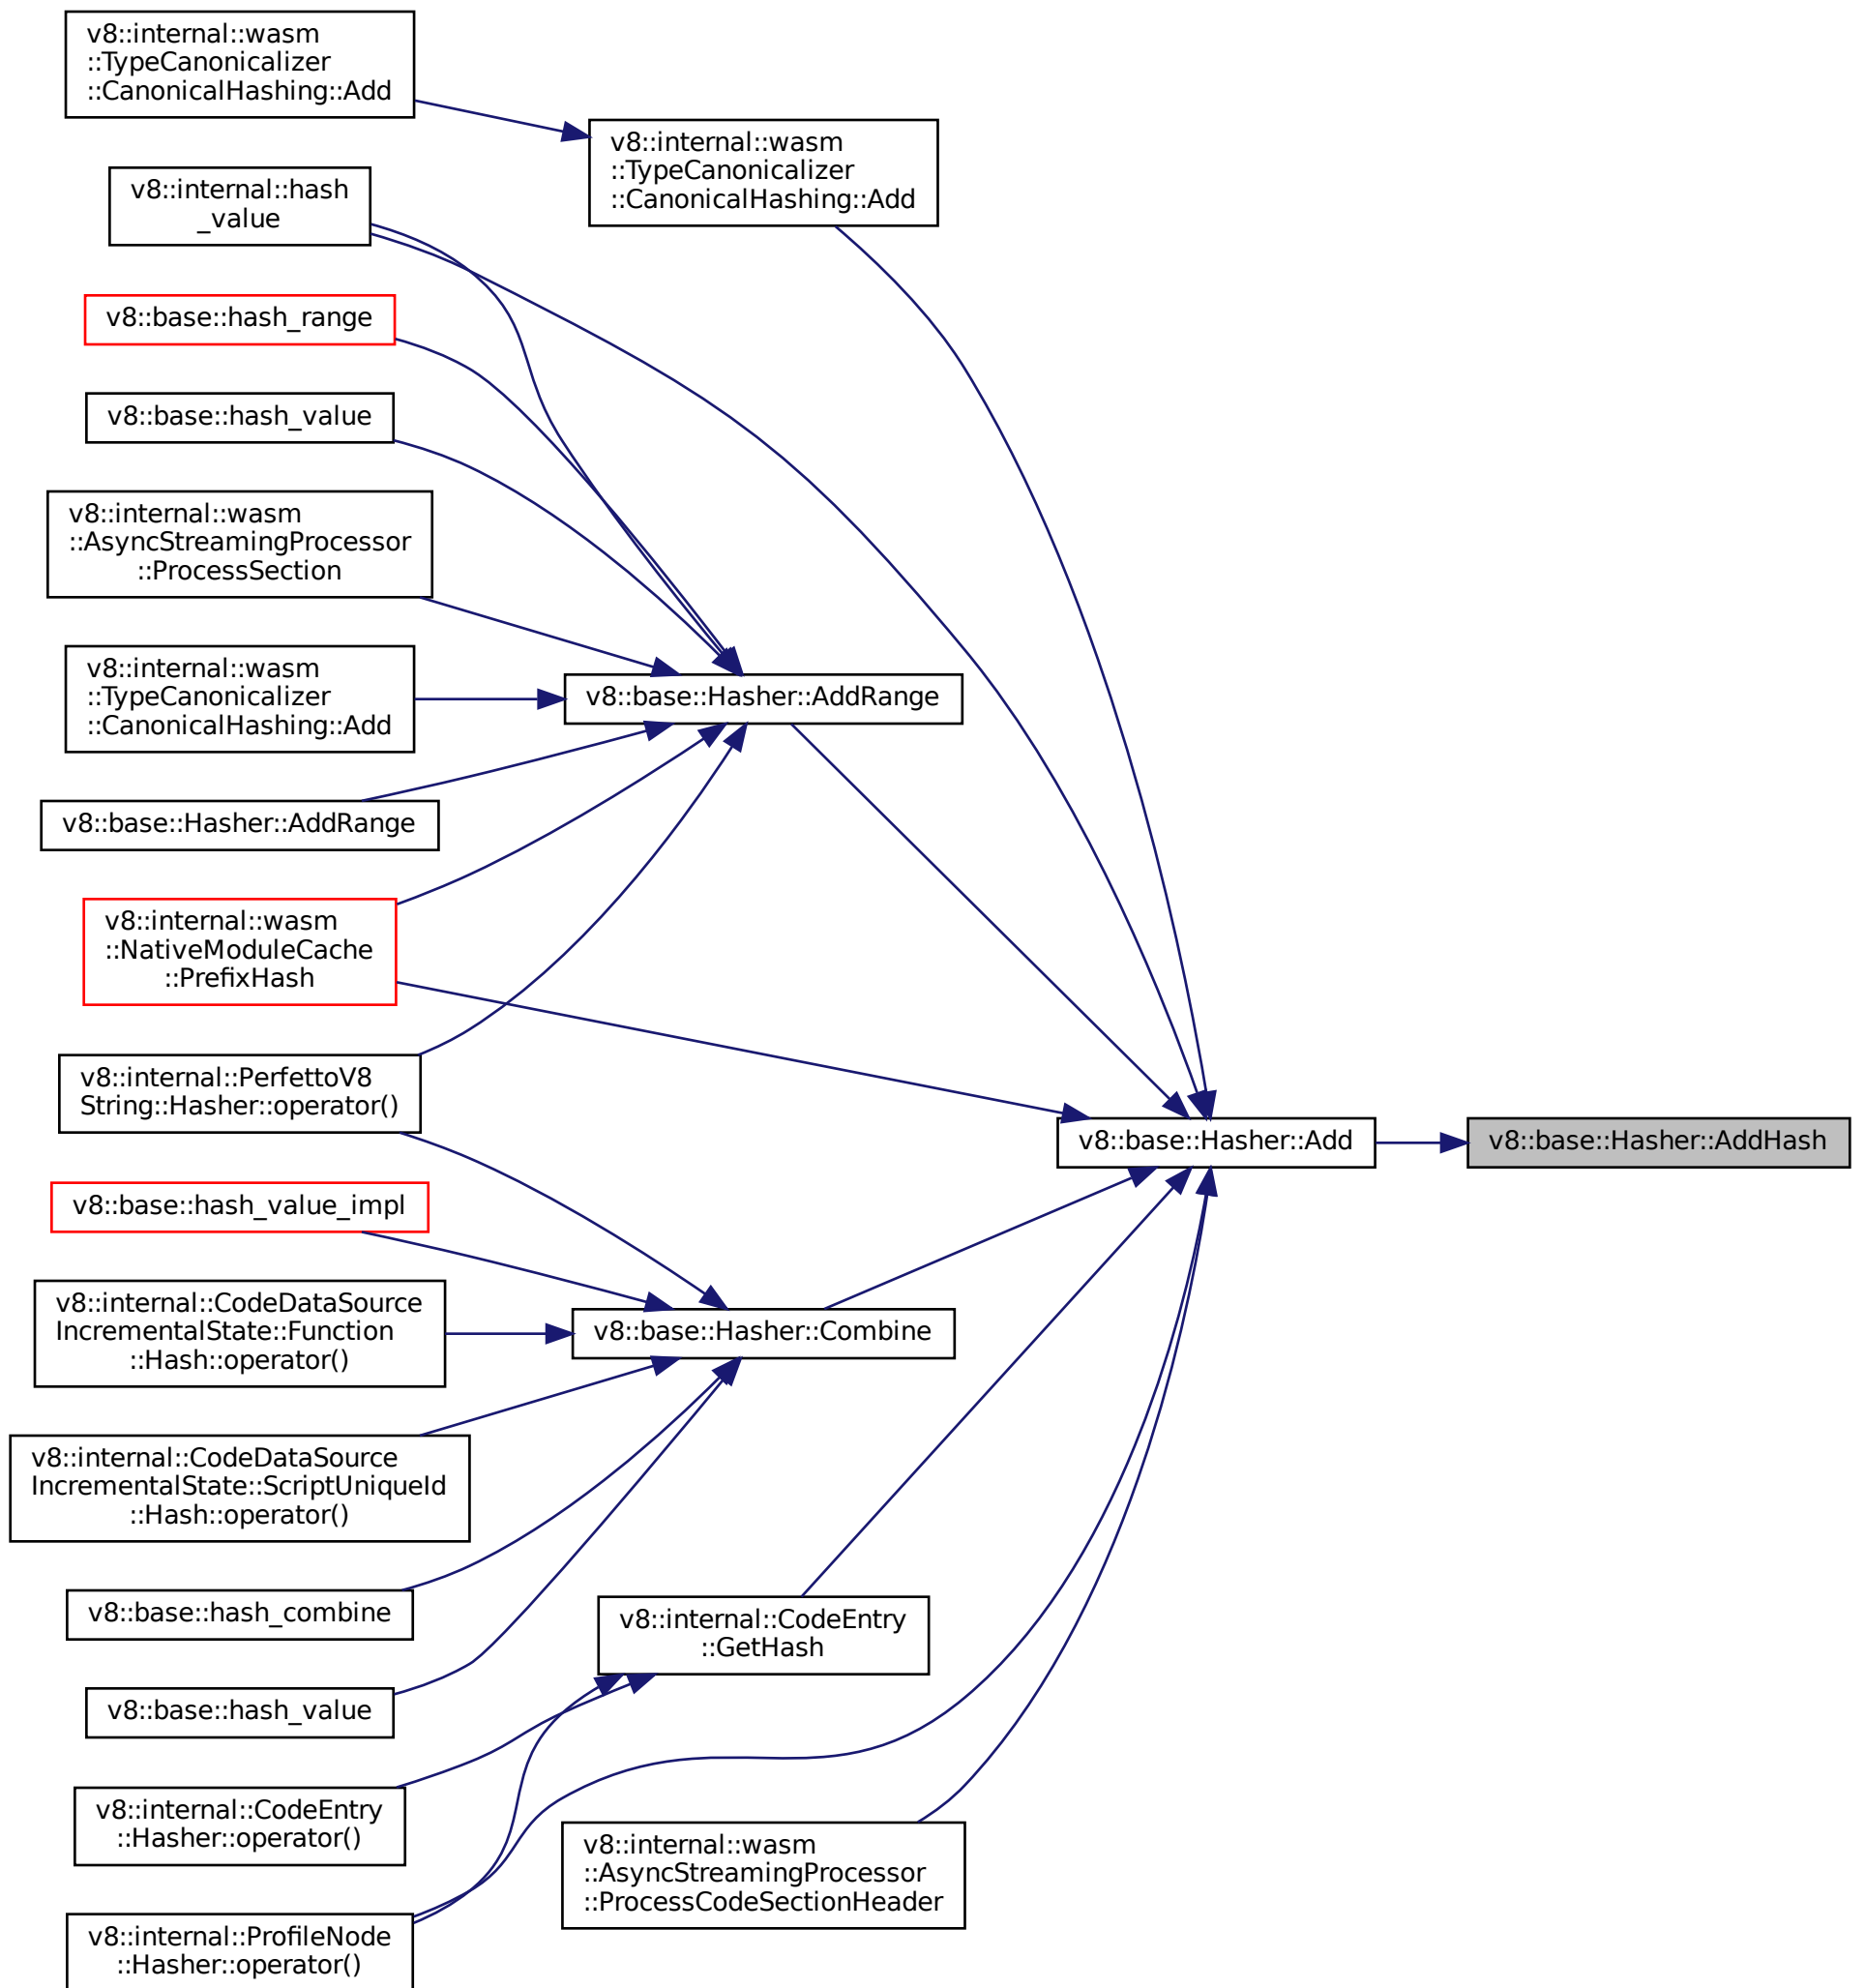 v8::internal::wasm
::TypeCanonicalizer
::CanonicalHashing::Add
v8::internal::wasm
::TypeCanonicalizer
::CanonicalHashing::Add
v8::internal::hash
_value
v8::base::hash_range
v8::base::hash_value
v8::internal::wasm
::AsyncStreamingProcessor
::ProcessSection
v8::internal::wasm
::TypeCanonicalizer
::CanonicalHashing::Add
v8::base::Hasher::AddRange
v8::base::Hasher::AddRange
v8::internal::wasm
::NativeModuleCache
::PrefixHash
v8::internal::PerfettoV8
String::Hasher::operator()
v8::base::Hasher::Add
v8::base::Hasher::AddHash
v8::base::hash_value_impl
v8::internal::CodeDataSource
IncrementalState::Function
::Hash::operator()
v8::base::Hasher::Combine
v8::internal::CodeDataSource
IncrementalState::ScriptUniqueId
::Hash::operator()
v8::base::hash_combine
v8::internal::CodeEntry
::GetHash
v8::base::hash_value
v8::internal::CodeEntry
::Hasher::operator()
v8::internal::wasm
::AsyncStreamingProcessor
::ProcessCodeSectionHeader
v8::internal::ProfileNode
::Hasher::operator()